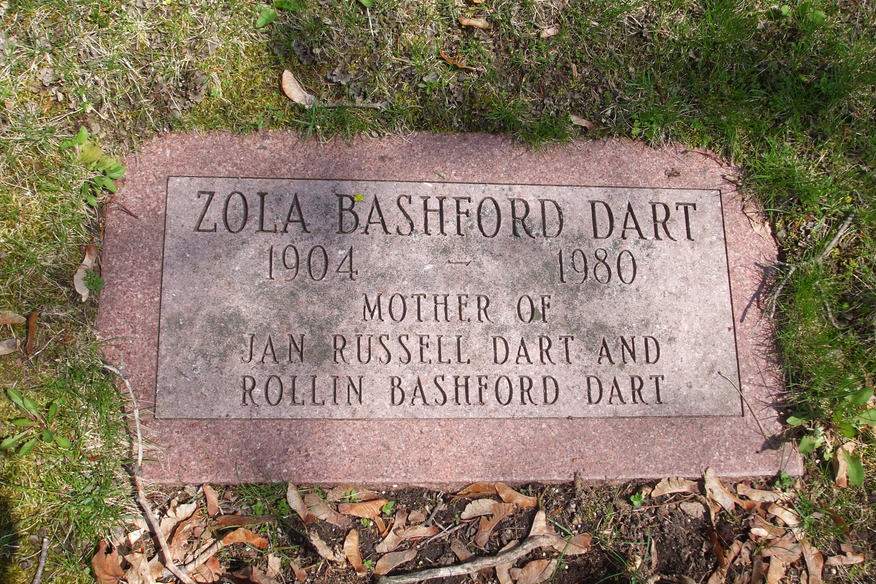 ZOLA BASHFORD DART
1904 - 1980
MOTHER OF
JAN RUSSELL DART AND
ROLLIN BASHFORD DART